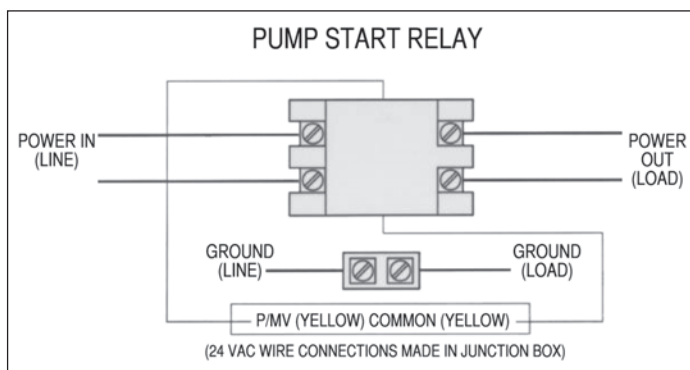 PUMP START RELAY
POWER IN
(LINE)
POWER
OUT
(LOAD)
GROUND
(LINE)
GROUND
(LOAD)
P/MV (YELLOW) COMMON (YELLOW)
(24 VAC WIRE CONNECTIONS MADE IN JUNCTION BOX)